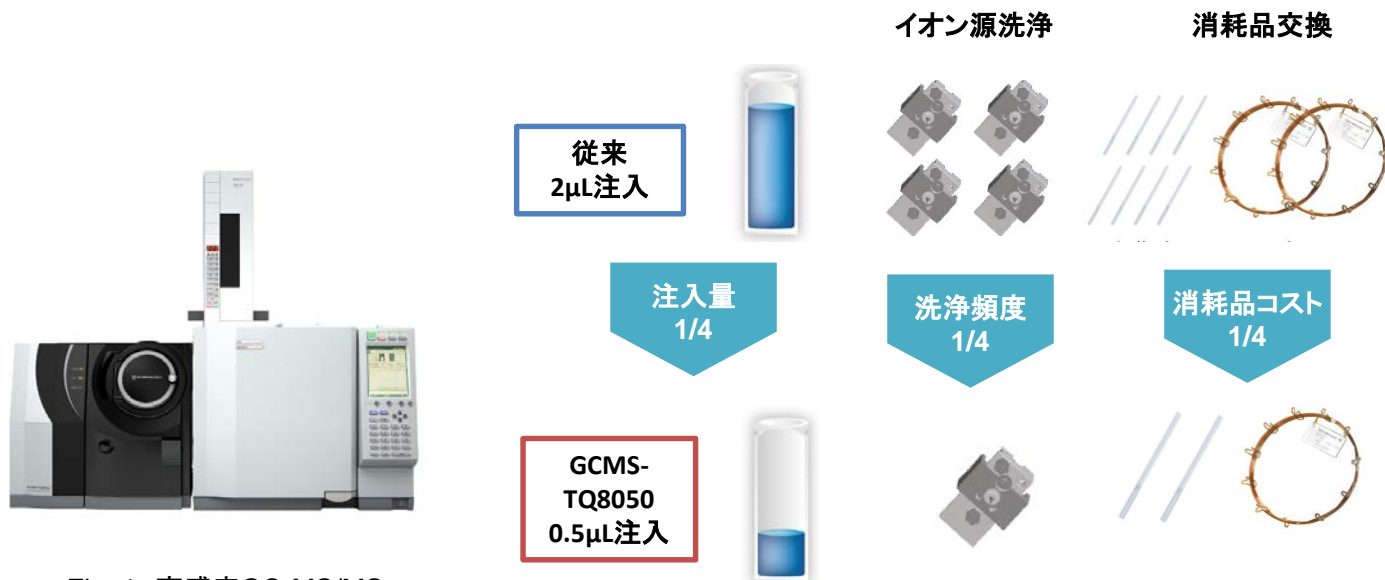 イオン源洗浄
消耗品交換
従来
2µL注入
注入量
1/4
洗浄頻度
1/4
消耗品コスト
1/4
GCMS-
TQ8050
0.5µL注入